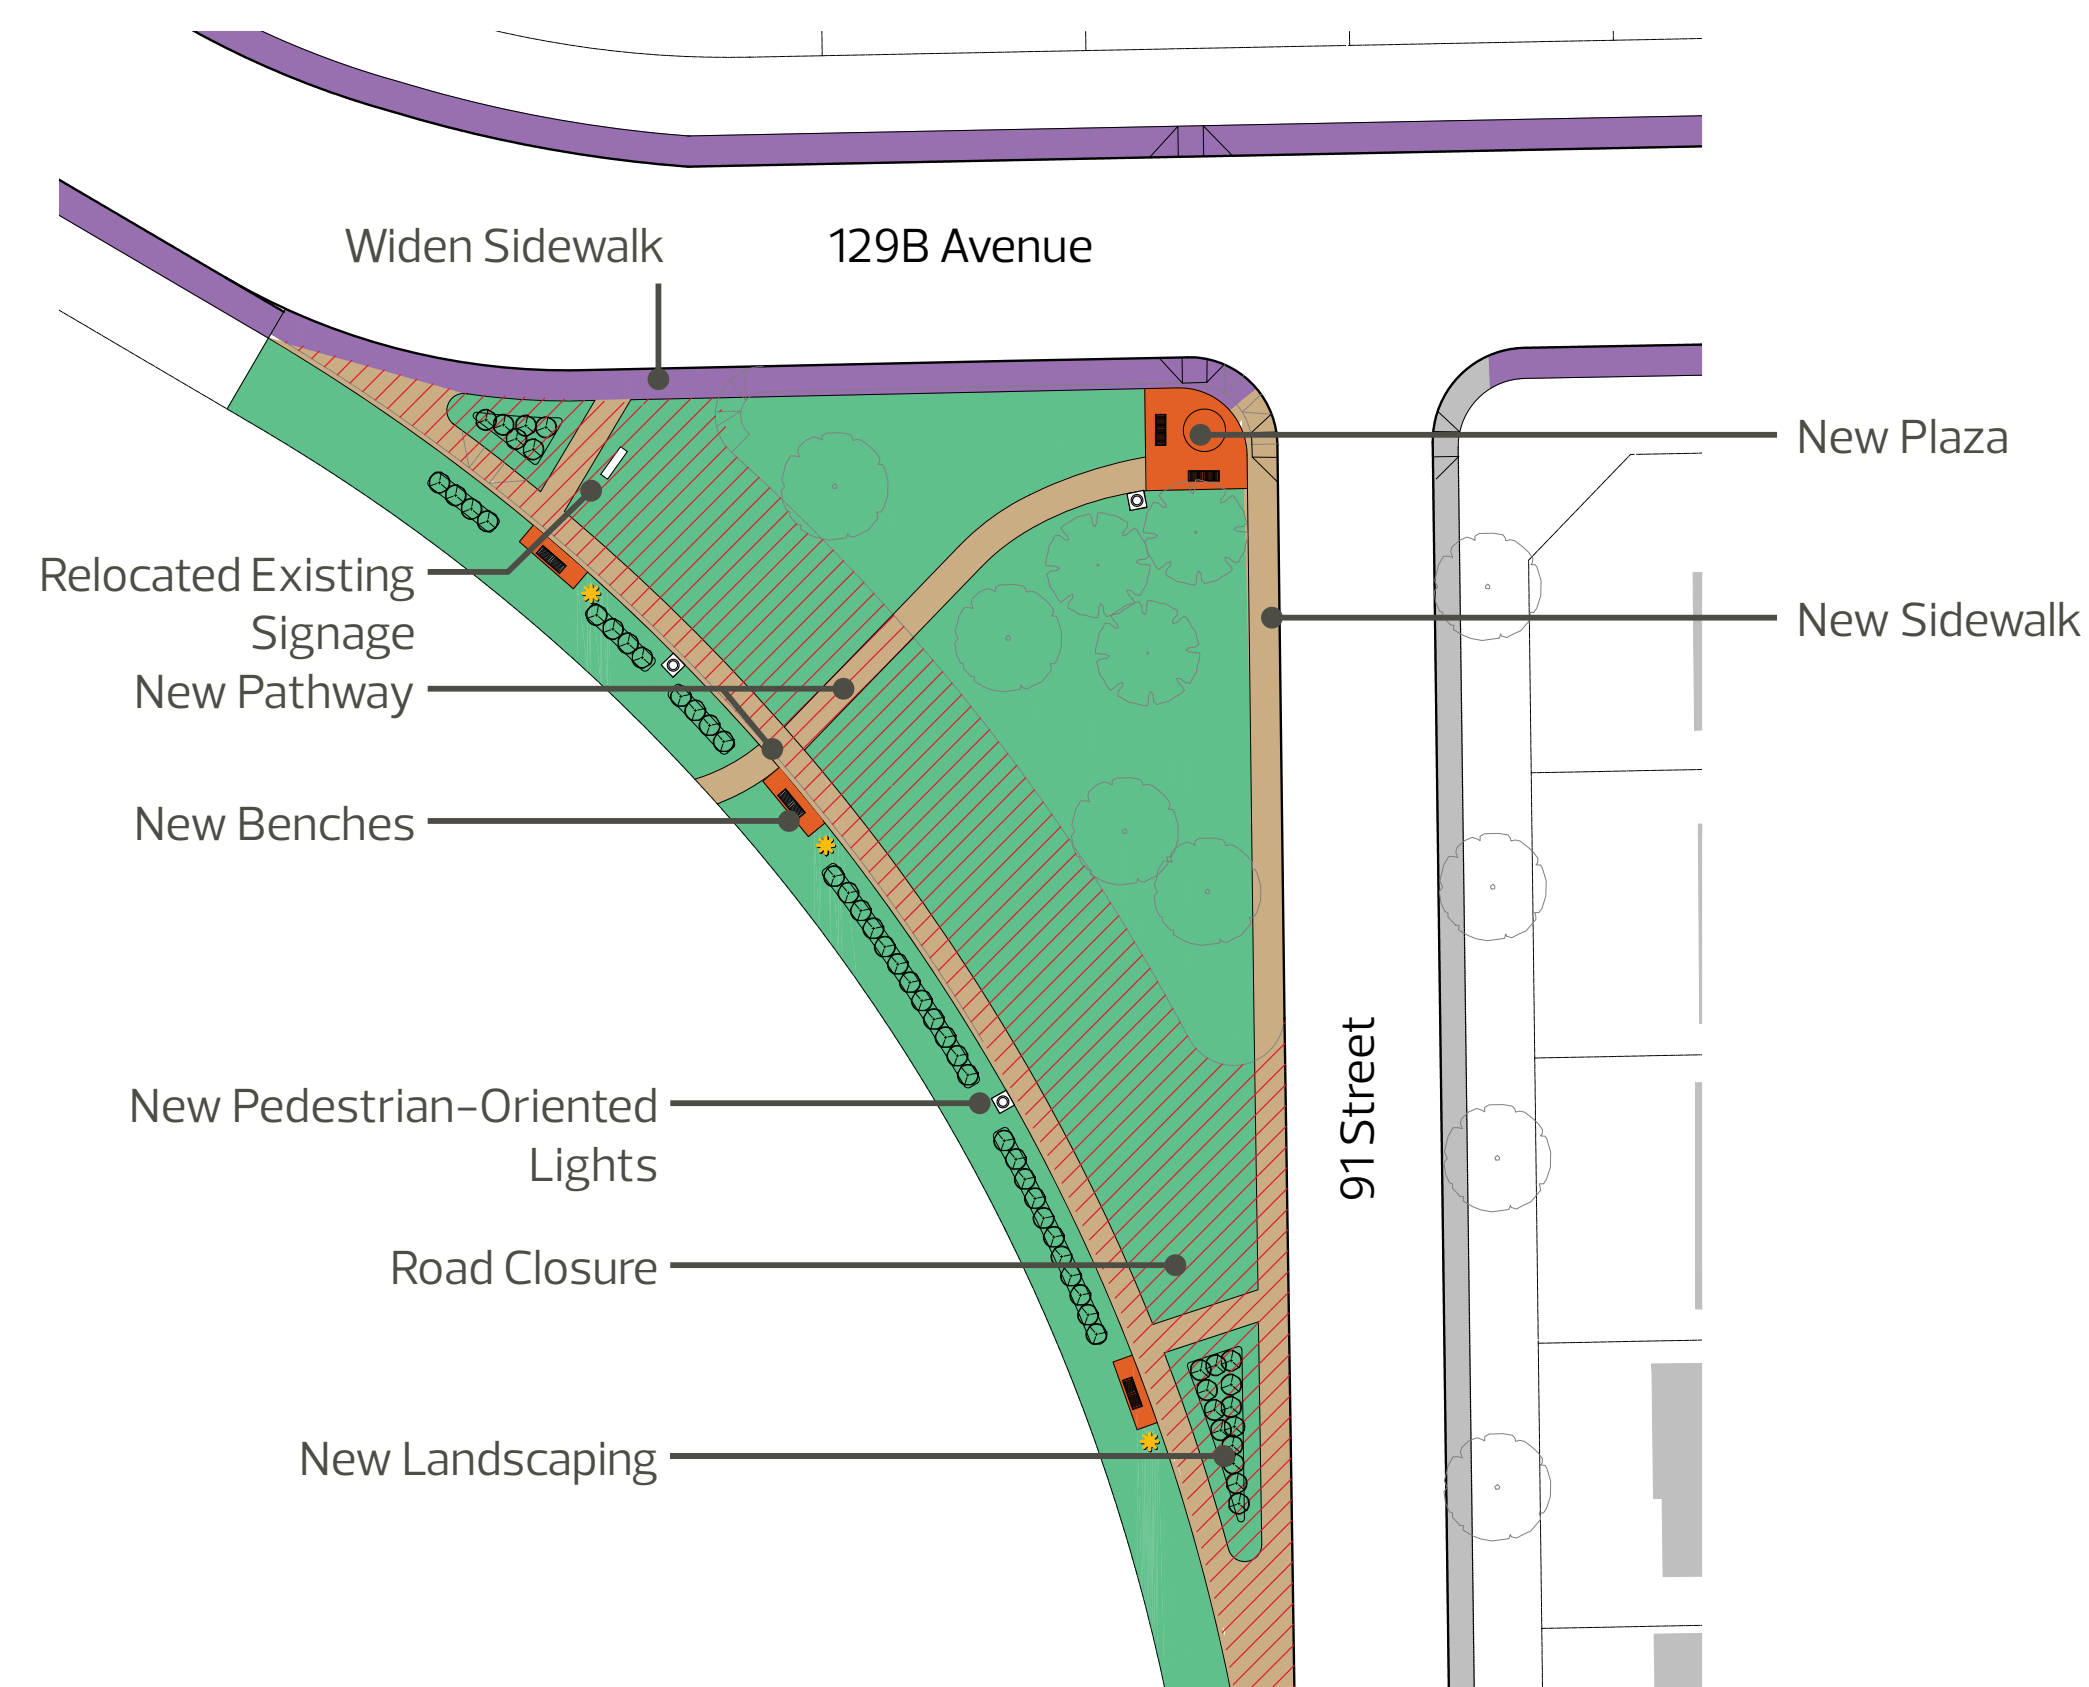 Widen Sidewalk
129B Avenue
New Plaza
Relocated Existing
Signage
New Sidewalk
New Pathway
New Benches
91 Street
New Pedestrian-Oriented
Lights
Road Closure
New Landscaping